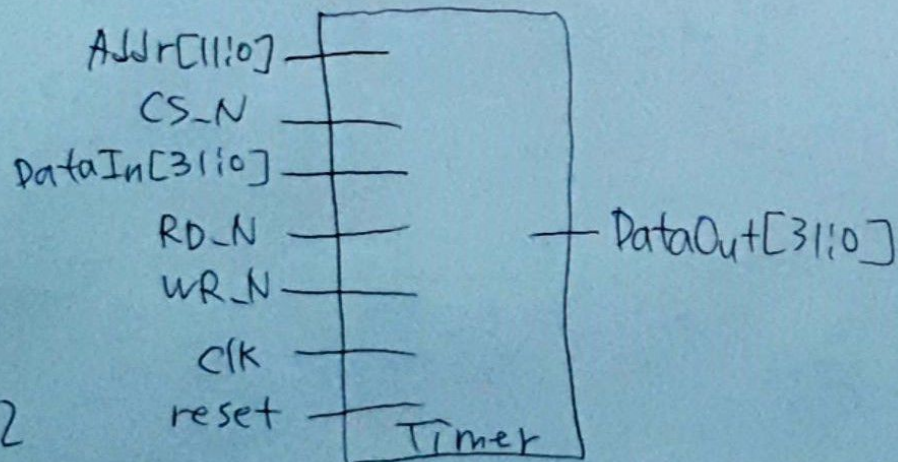 Addr[11:0]
CS_N
DataIn[31:0]
RD_N
DataOut[31:0]
WR_N
Clk
2
reset
Timer